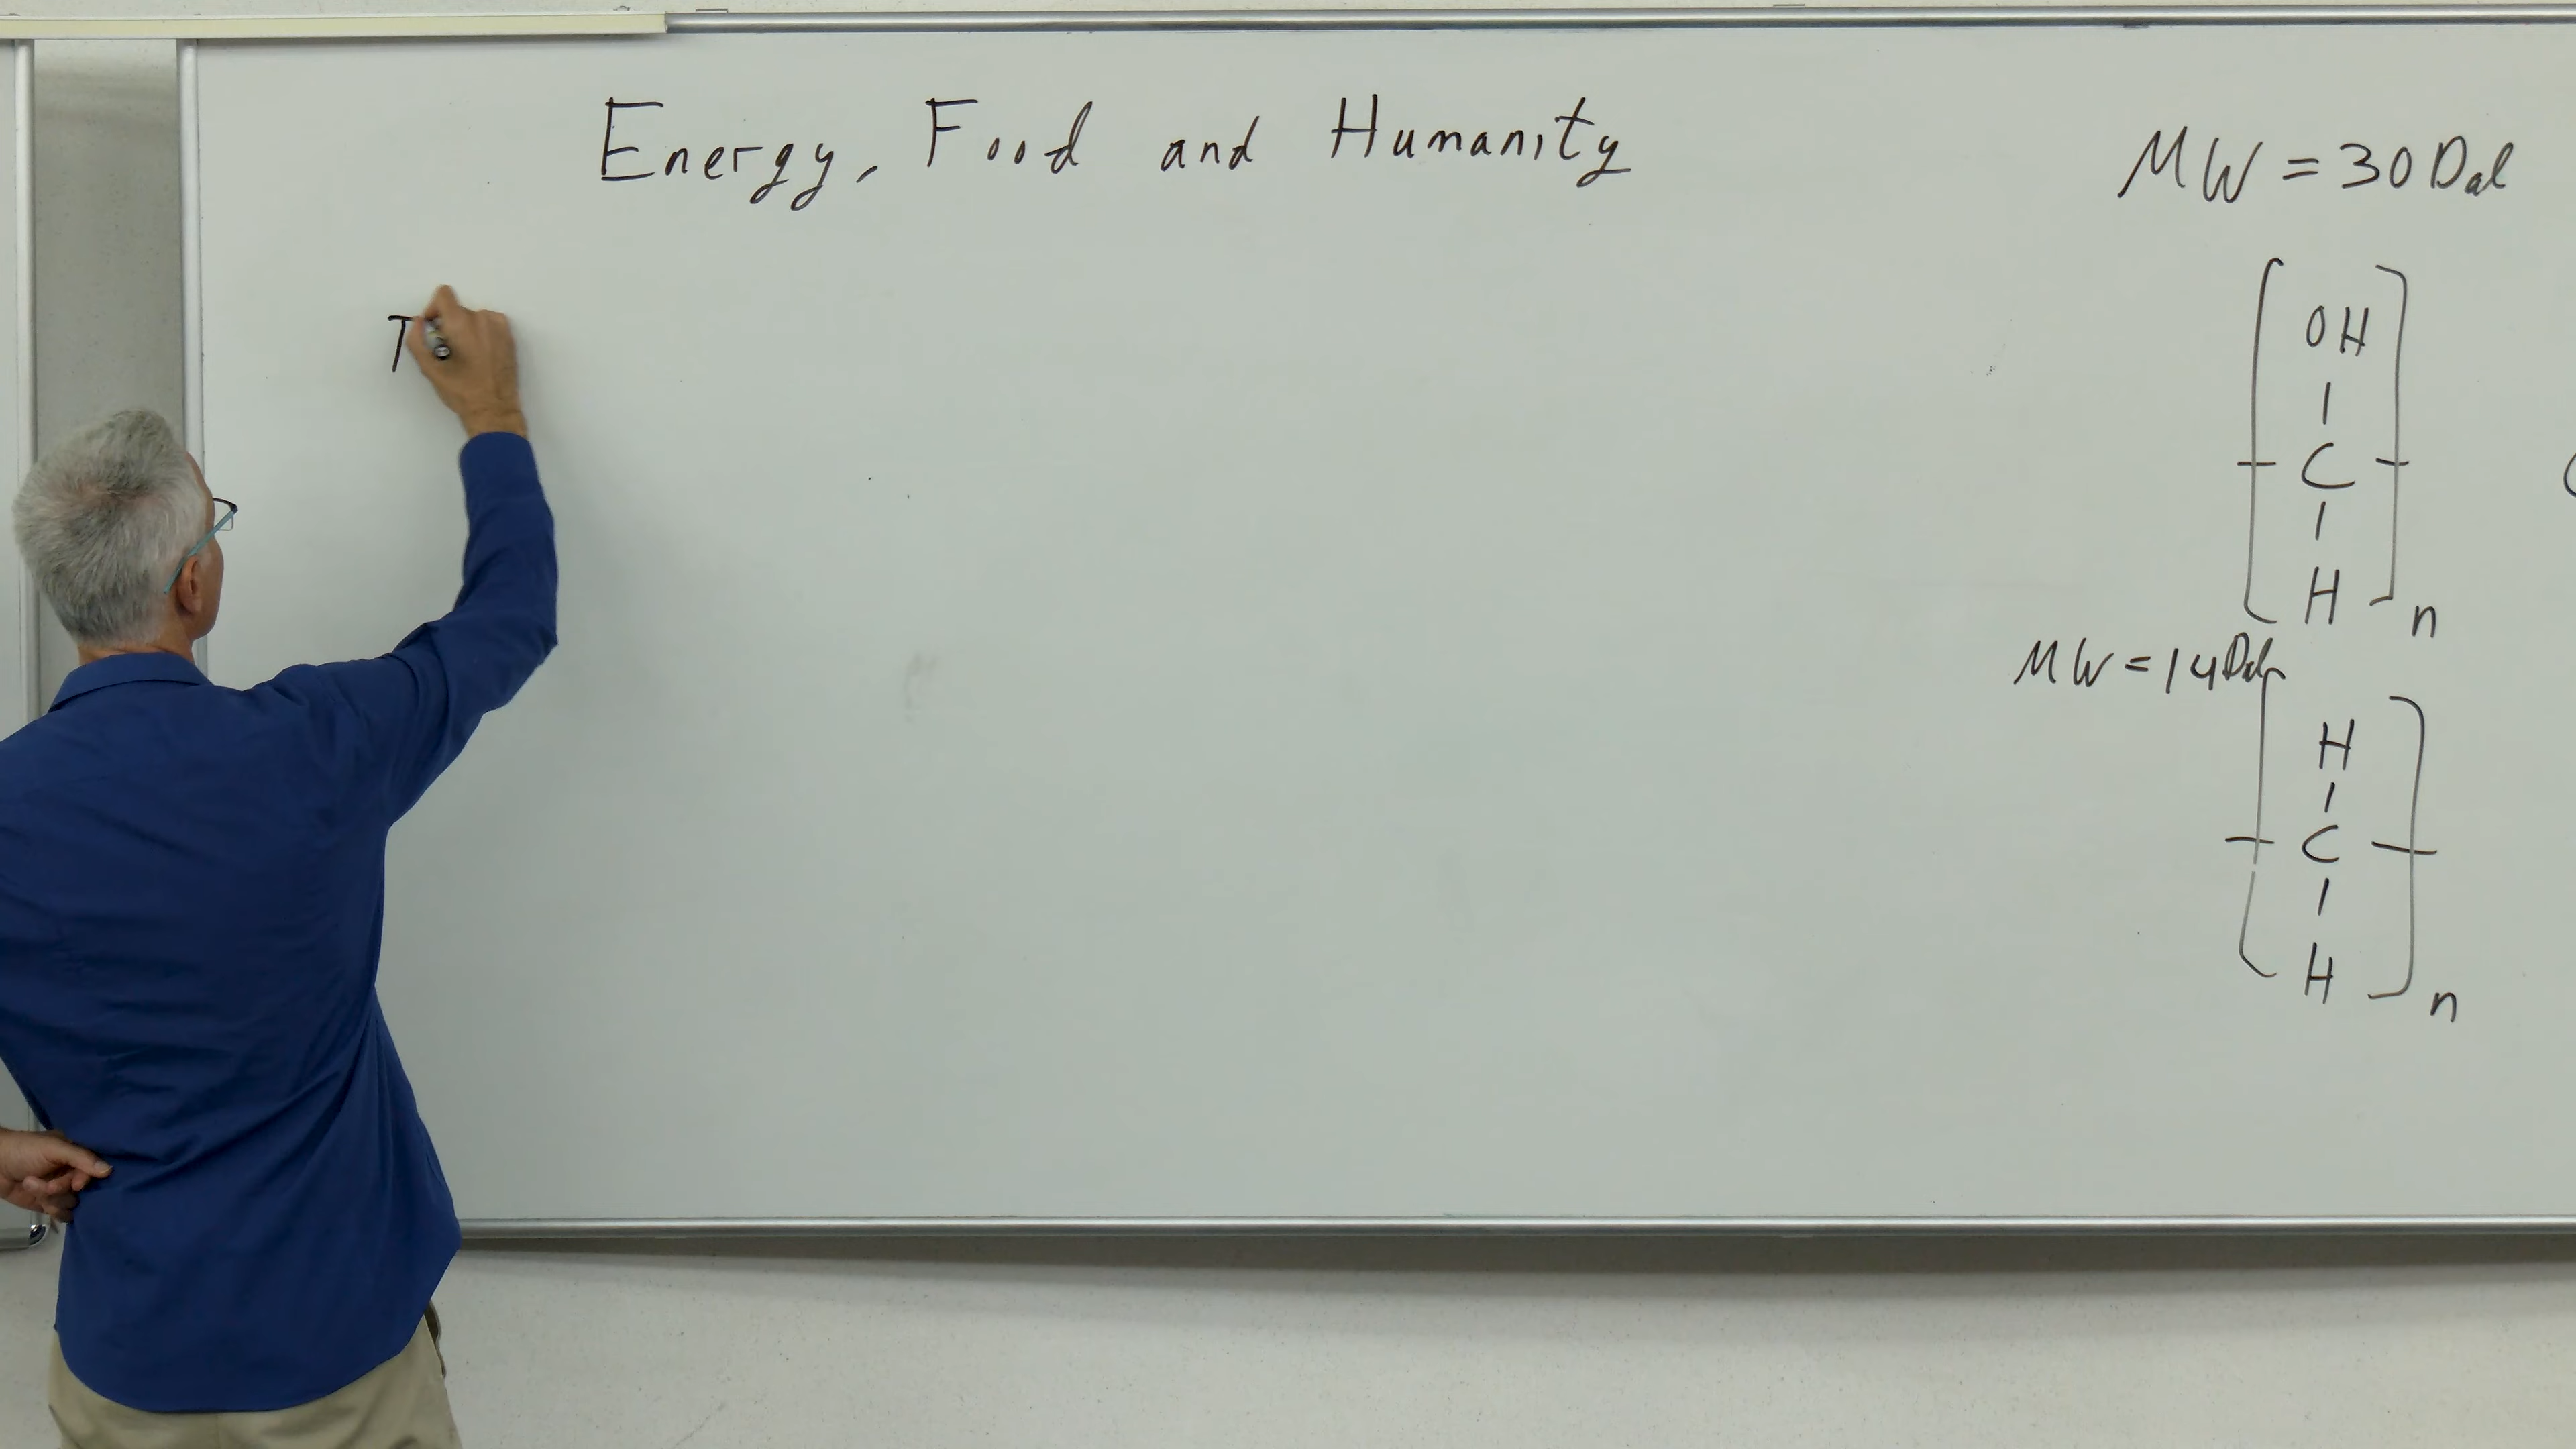 Energy, Food and Humanity
T
MW = 30 Dal
OH
C
H
n
MW = 14 Dal
H
C
H
n